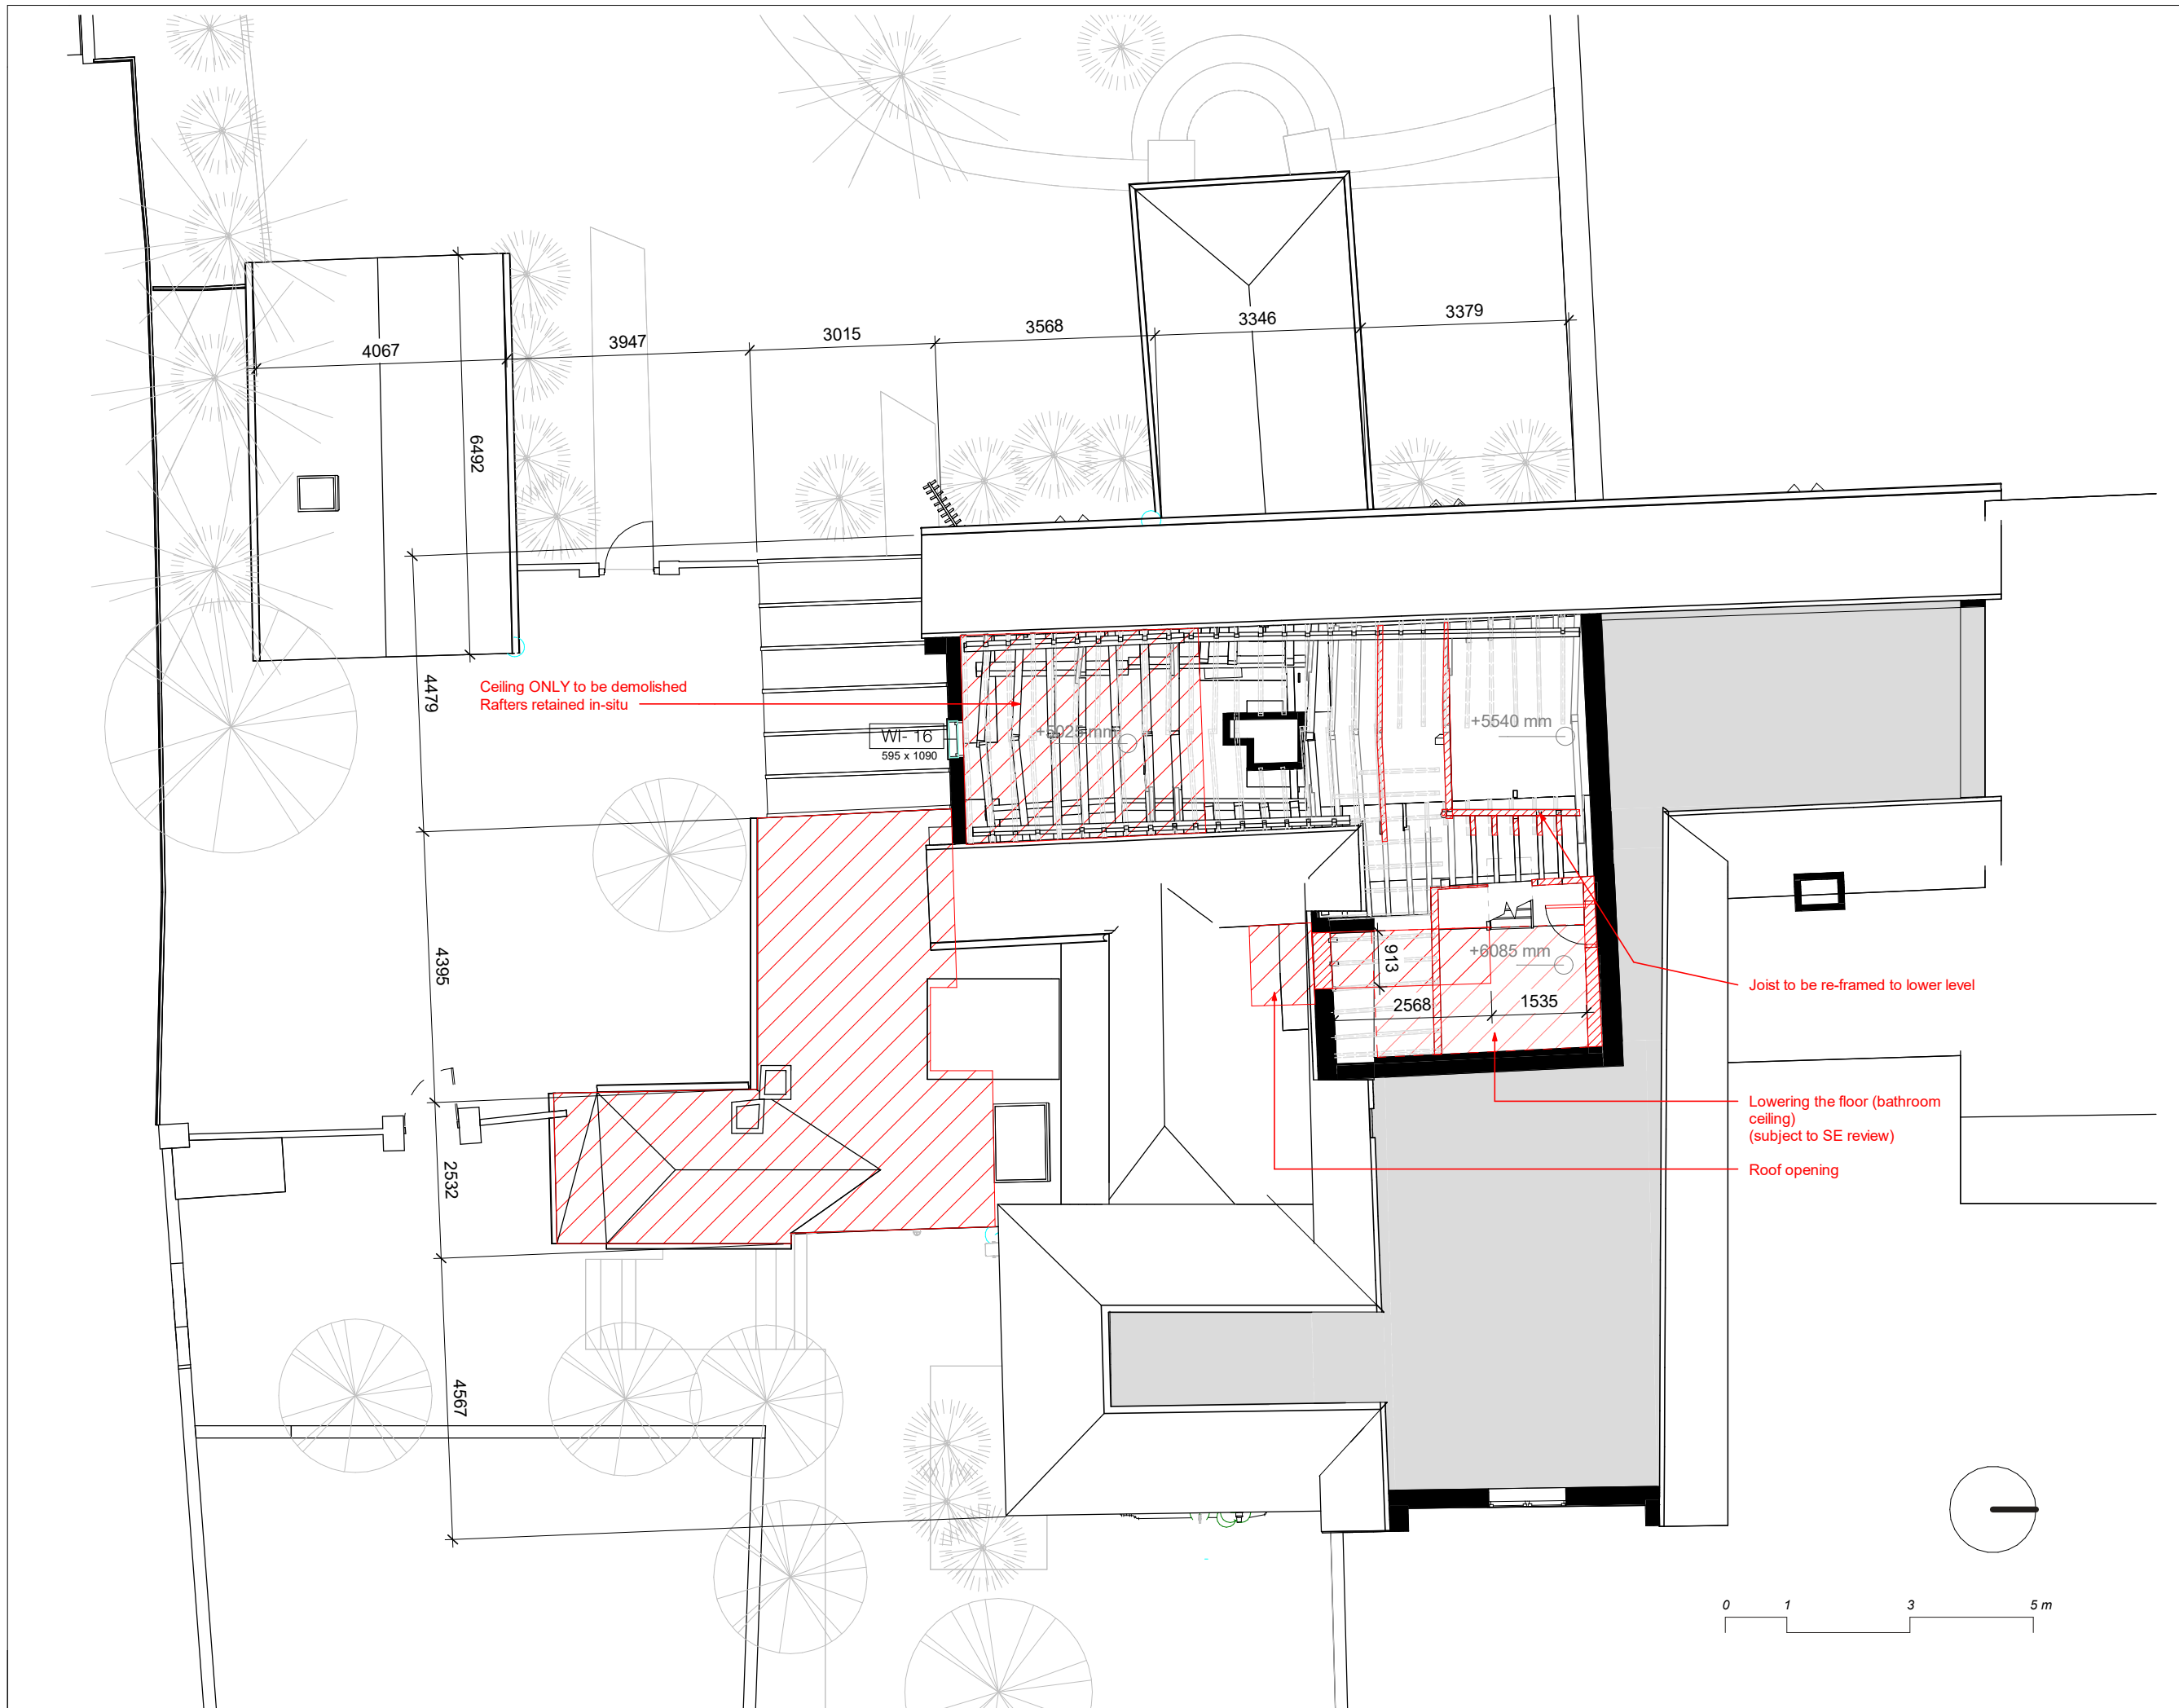 3379
3346
3568
3015
3947
4067
6492
4479
Ceiling ONLY to be demolished
Rafters retained in-situ
WI- 16
595 x 1090
+5540 mm
+6085 mm
913
2568
1535
4395
2532
4567
Joist to be re-framed to lower level
Lowering the floor (bathroom
ceiling)
(subject to SE review)
Roof opening
0 1 3 5 m